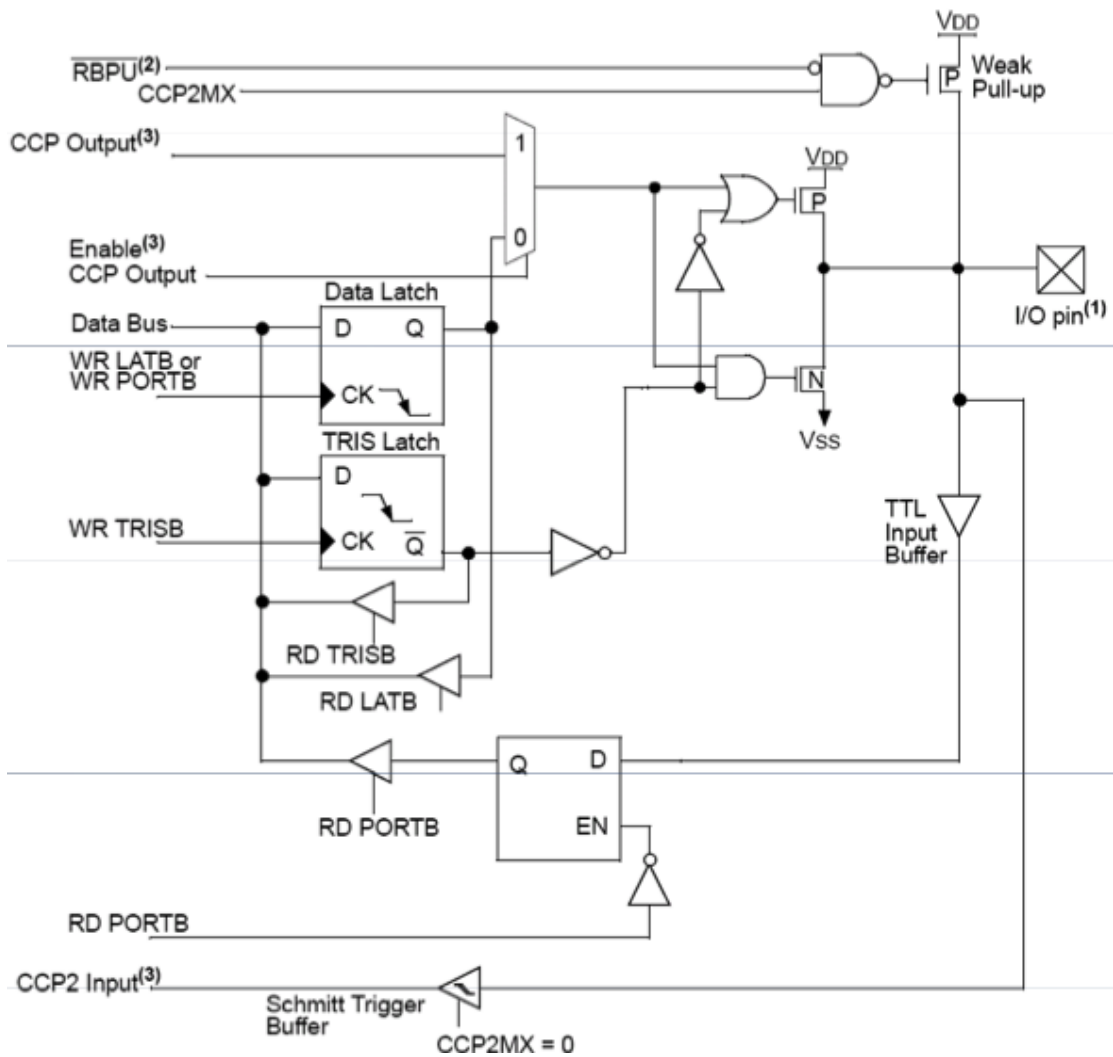 VDD
RBPU(2)
CCP2MX
P
Weak
Pull-up
CCP Output(3)
1
0
VDD
P
Enable(3)
CCP Output
Data Latch
Data Bus
D Q
WR LATB or
WR PORTB
CK
I/O pin(1)
N
VSS
TRIS Latch
D
WR TRISB
CK Q
TTL
Input
Buffer
RD TRISB
RD LATB
Q D
EN
RD PORTB
RD PORTB
CCP2 Input(3)
Schmitt Trigger
Buffer
CCP2MX = 0